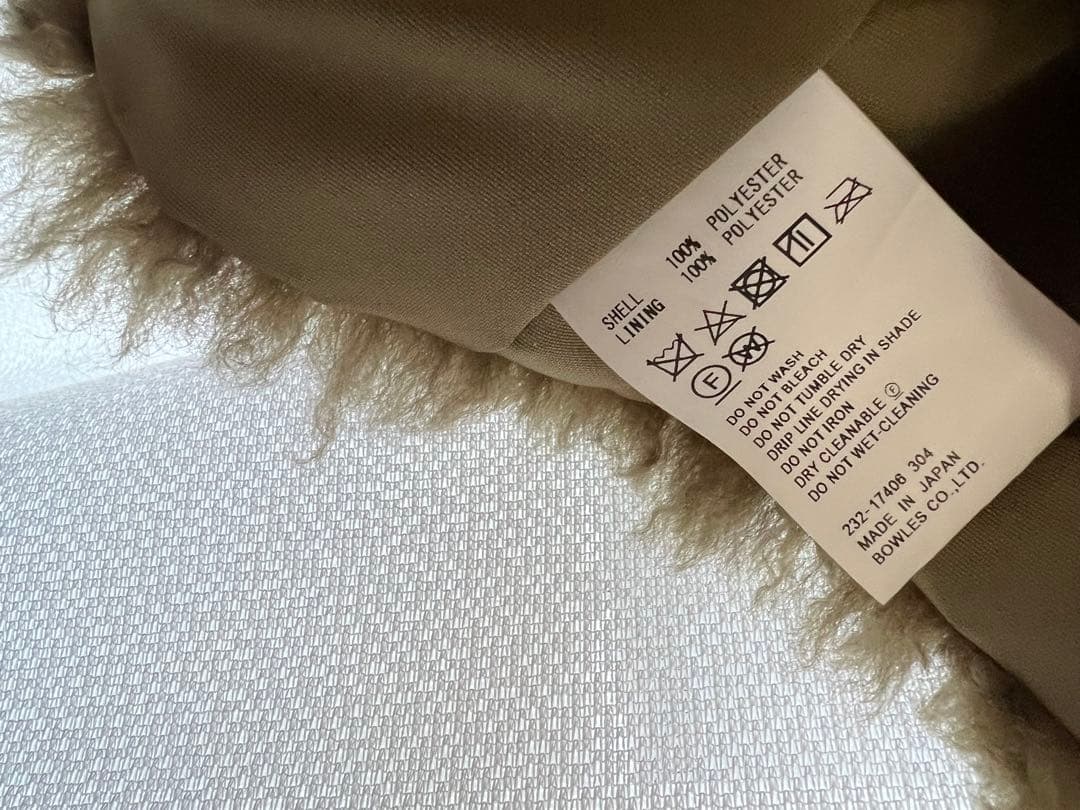 SHELL 100% POLYESTER
LINING 100% POLYESTER
F W
DO NOT WASH
DO NOT BLEACH
DO NOT TUMBLE DRY
DRIP LINE DRYING IN SHADE
DO NOT IRON
DRY CLEANABLE Ⓕ
DO NOT WET-CLEANING
232-17406 304
MADE IN JAPAN
BOWLES CO.,LTD.